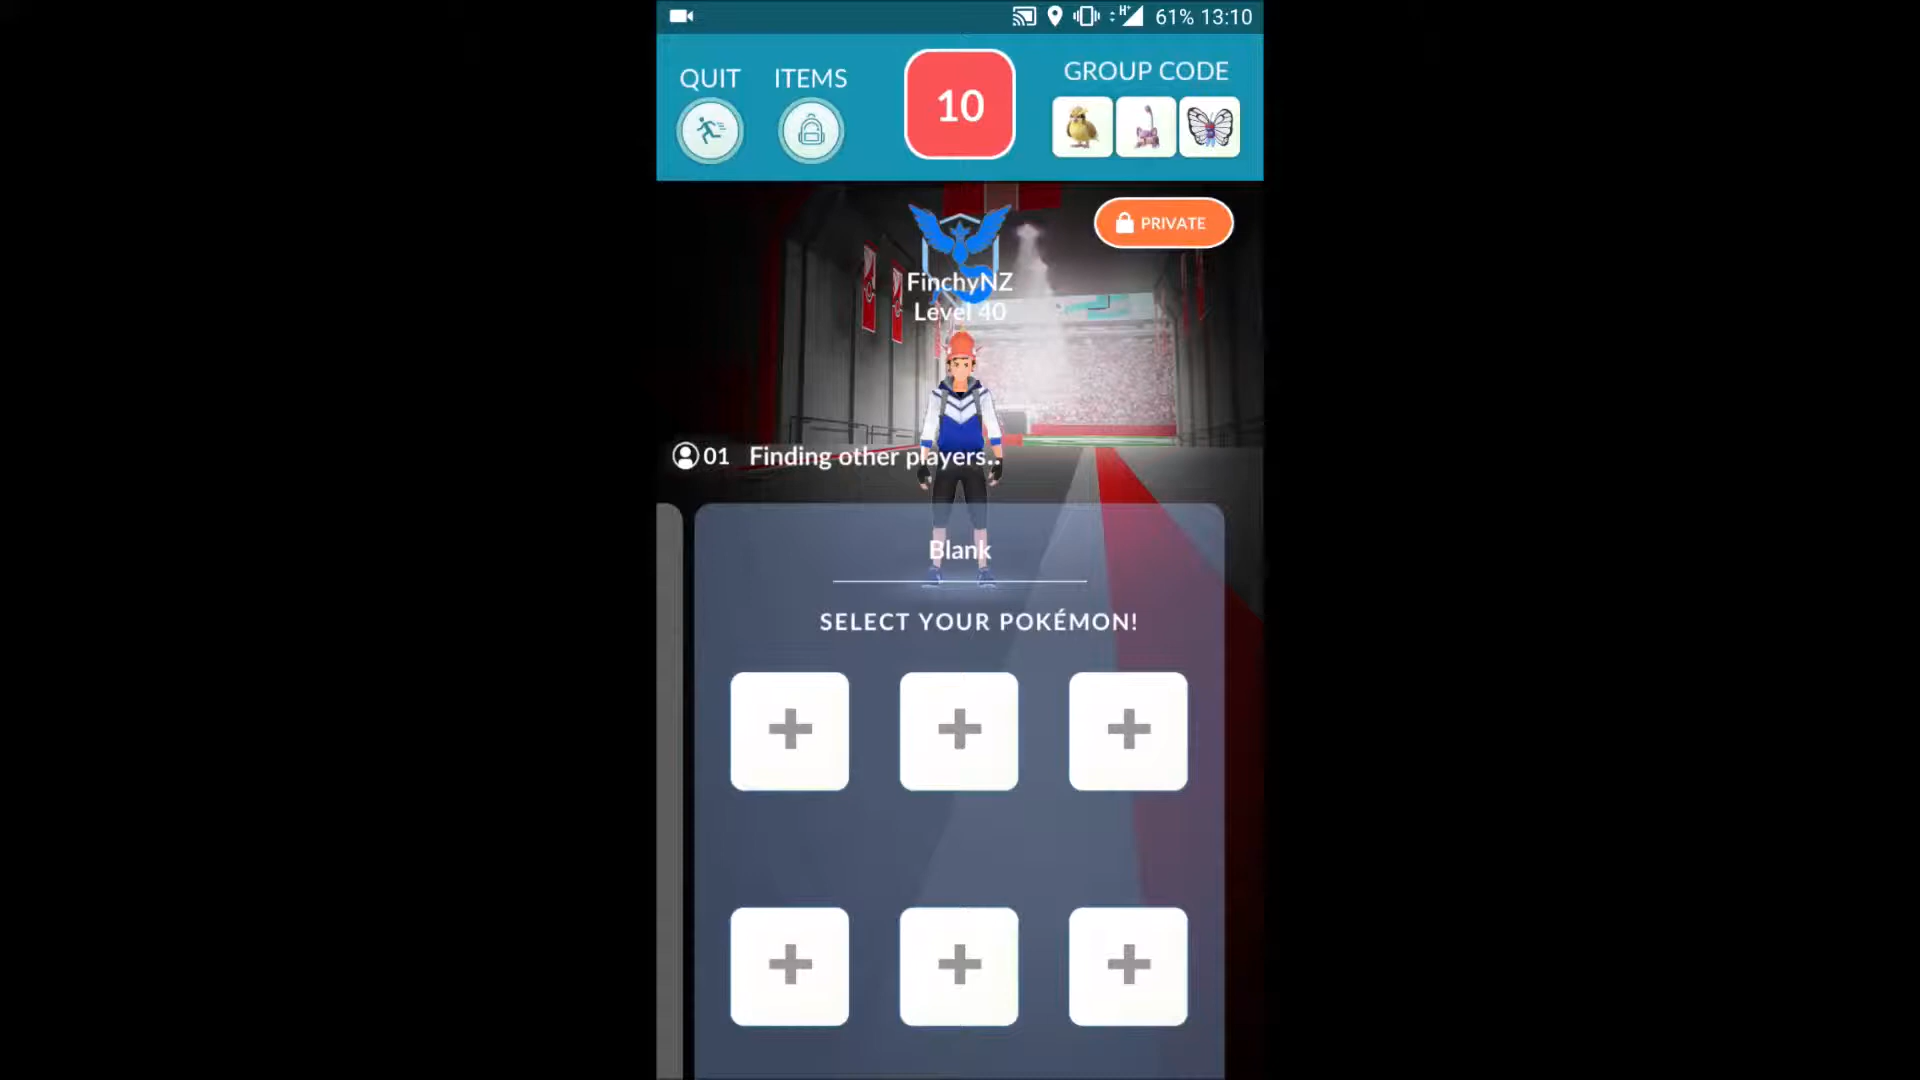 61% 13:10
QUIT ITEMS 10 GROUP CODE
PRIVATE
FinchyNZ
Level 40
01 Finding other players..
Blank
SELECT YOUR POKÉMON!